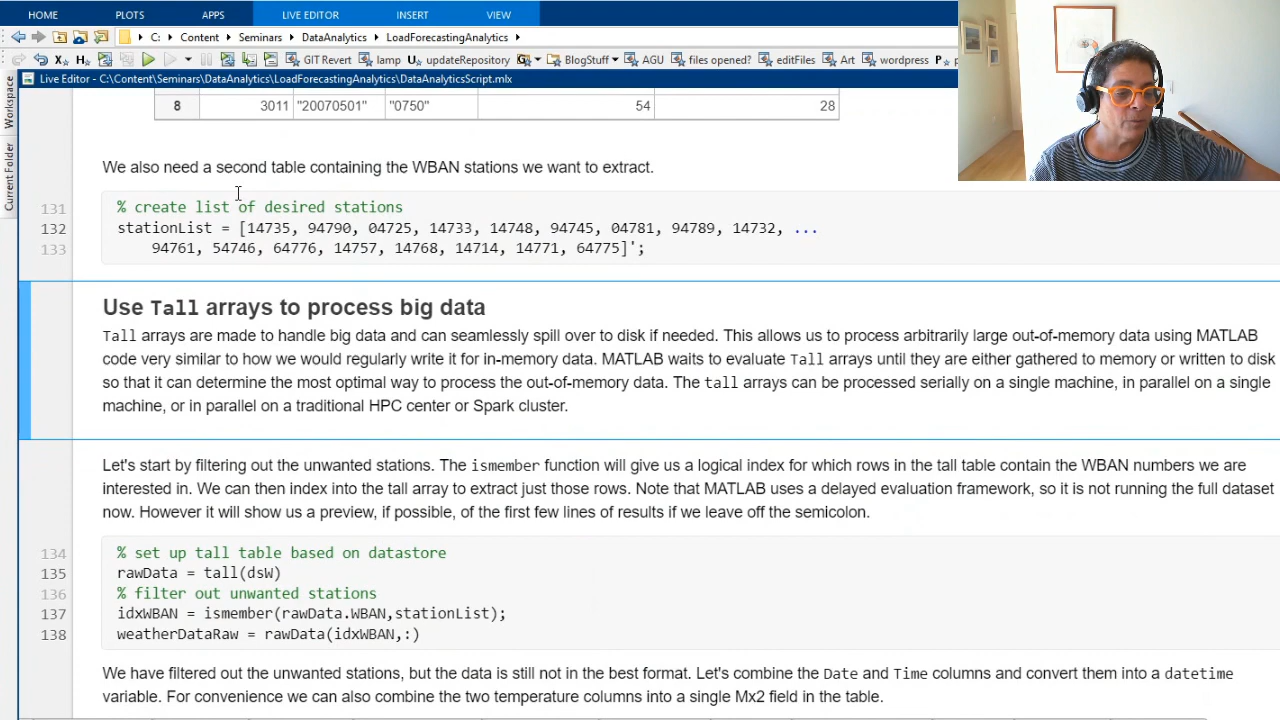 HOME PLOTS APPS LIVE EDITOR INSERT VIEW
C: Content Seminars DataAnalytics LoadForecastingAnalytics
GIT Revert lamp updateRepository BlogStuff AGU files opened? editFiles Art wordpress
Live Editor - C:\Content\Seminars\DataAnalytics\LoadForecastingAnalytics\DataAnalyticsScript.mlx
Workspace
Current Folder
8 3011 "20070501" "0750" 54 28
We also need a second table containing the WBAN stations we want to extract.
131 % create list of desired stations
132 stationList = [14735, 94790, 04725, 14733, 14748, 94745, 04781, 94789, 14732, ...
133 94761, 54746, 64776, 14757, 14768, 14714, 14771, 64775]';
Use Tall arrays to process big data
Tall arrays are made to handle big data and can seamlessly spill over to disk if needed. This allows us to process arbitrarily large out-of-memory data using MATLAB
code very similar to how we would regularly write it for in-memory data. MATLAB waits to evaluate Tall arrays until they are either gathered to memory or written to disk
so that it can determine the most optimal way to process the out-of-memory data. The tall arrays can be processed serially on a single machine, in parallel on a single
machine, or in parallel on a traditional HPC center or Spark cluster.
Let's start by filtering out the unwanted stations. The ismember function will give us a logical index for which rows in the tall table contain the WBAN numbers we are
interested in. We can then index into the tall array to extract just those rows. Note that MATLAB uses a delayed evaluation framework, so it is not running the full dataset
now. However it will show us a preview, if possible, of the first few lines of results if we leave off the semicolon.
134 % set up tall table based on datastore
135 rawData = tall(dsW)
136 % filter out unwanted stations
137 idxWBAN = ismember(rawData.WBAN,stationList);
138 weatherDataRaw = rawData(idxWBAN,:)
We have filtered out the unwanted stations, but the data is still not in the best format. Let's combine the Date and Time columns and convert them into a datetime
variable. For convenience we can also combine the two temperature columns into a single Mx2 field in the table.